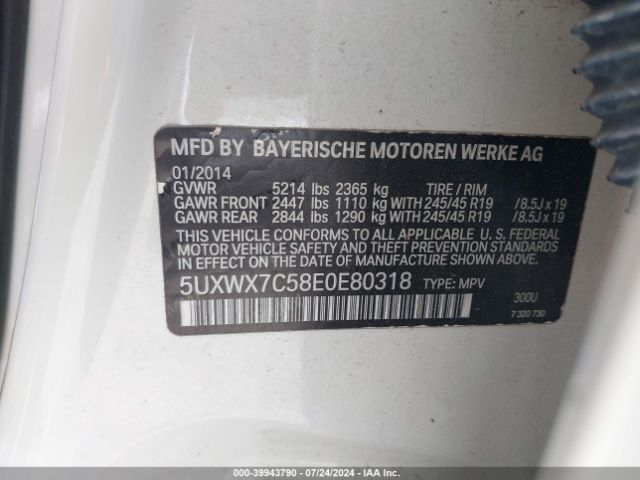 MFD BY BAYERISCHE MOTOREN WERKE AG
01/2014
GVWR 5214 lbs 2365 kg TIRE / RIM
GAWR FRONT 2447 lbs 1110 kg WITH 245/45 R19 /8.5J x 19
GAWR REAR 2844 lbs 1290 kg WITH 245/45 R19 /8.5J x 19
THIS VEHICLE CONFORMS TO ALL APPLICABLE U. S. FEDERAL
MOTOR VEHICLE SAFETY, BUMPER, AND THEFT PREVENTION
STANDARDS IN EFFECT ON THE DATE OF MANUFACTURE SHOWN ABOVE.
5UXWX7C58E0E80318 TYPE: MPV
300U
7 320 730
000-39943790 - 07/24/2024 - IAAI.COM